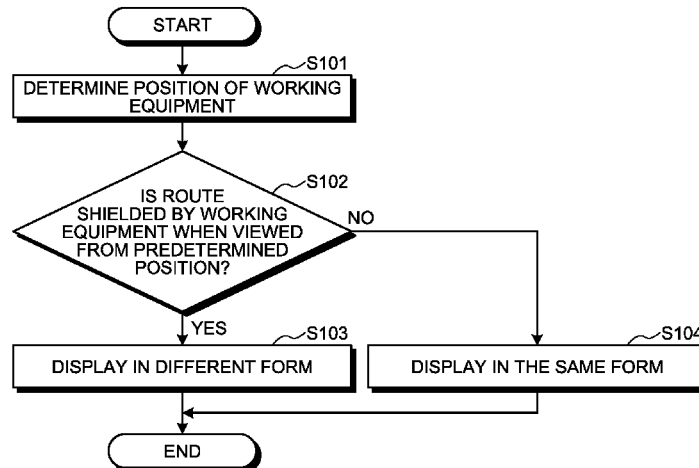 START
S101
DETERMINE POSITION OF WORKING
EQUIPMENT
S102
IS ROUTE
SHIELDED BY WORKING
EQUIPMENT WHEN VIEWED
FROM PREDETERMINED
POSITION?
NO
YES
S103
DISPLAY IN DIFFERENT FORM
S104
DISPLAY IN THE SAME FORM
END